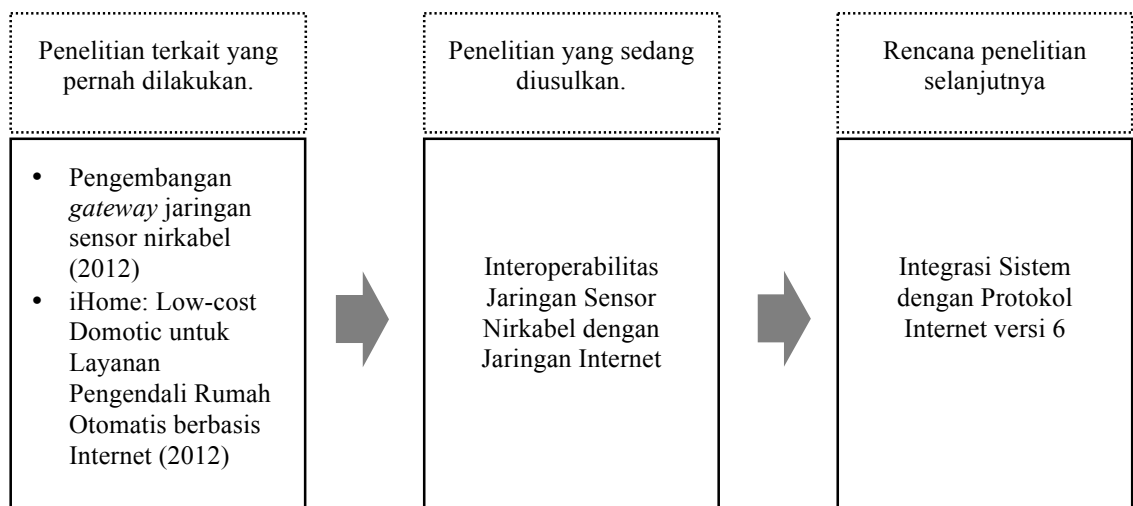 Penelitian terkait yang
pernah dilakukan.
• Pengembangan
gateway jaringan
sensor nirkabel
(2012)
• iHome: Low-cost
Domotic untuk
Layanan
Pengendali Rumah
Otomatis berbasis
Internet (2012)
Penelitian yang sedang
diusulkan.
Interoperabilitas
Jaringan Sensor
Nirkabel dengan
Jaringan Internet
Rencana penelitian
selanjutnya
Integrasi Sistem
dengan Protokol
Internet versi 6